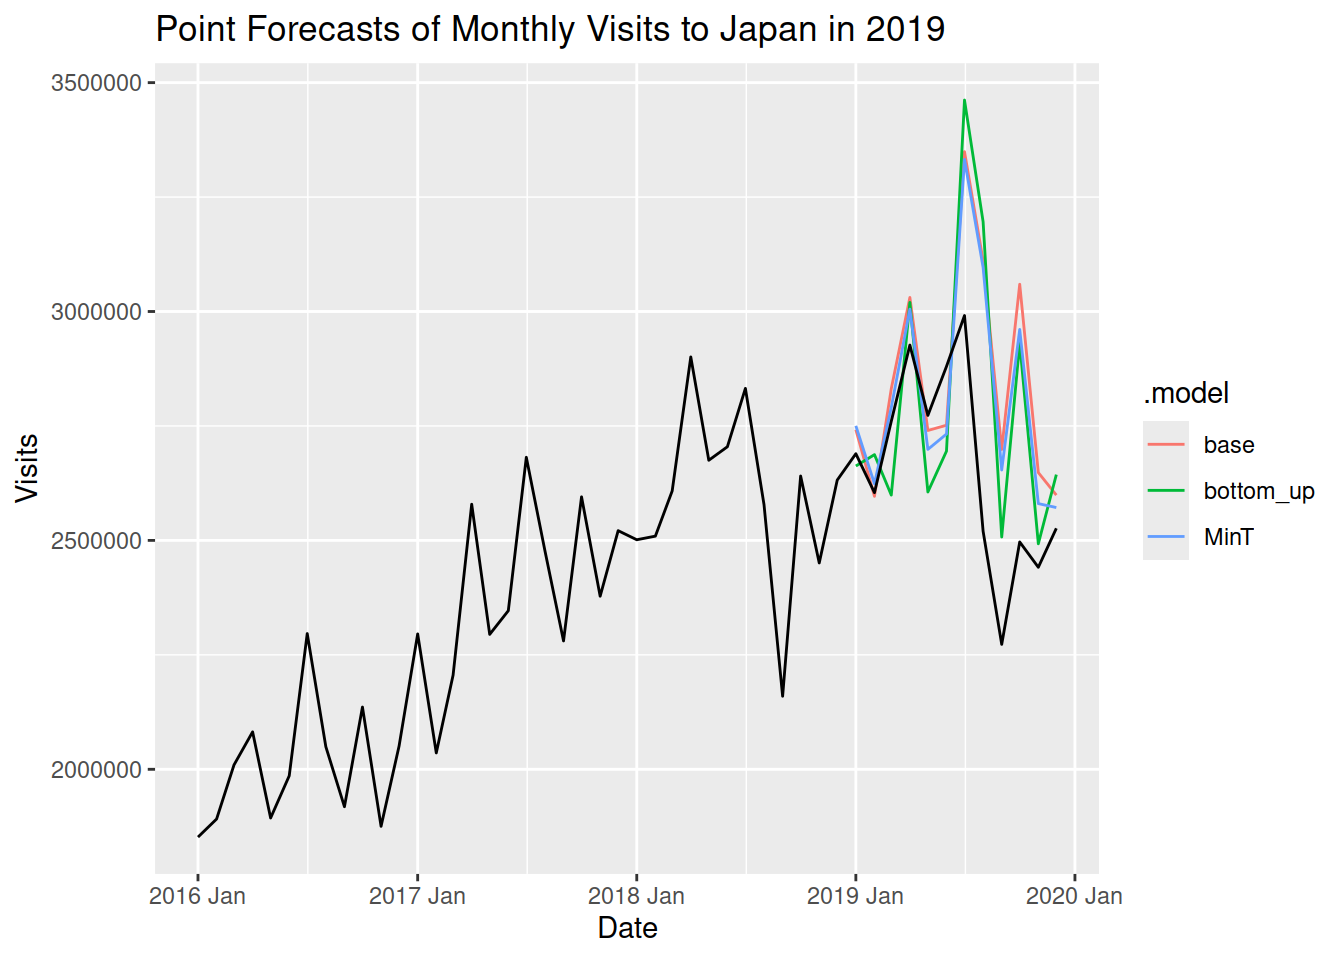 Point Forecasts of Monthly Visits to Japan in 2019
3500000
3000000
2500000
2000000
Visits
2016 Jan
2017 Jan
2018 Jan
2019 Jan
2020 Jan
Date
.model
base
bottom_up
MinT